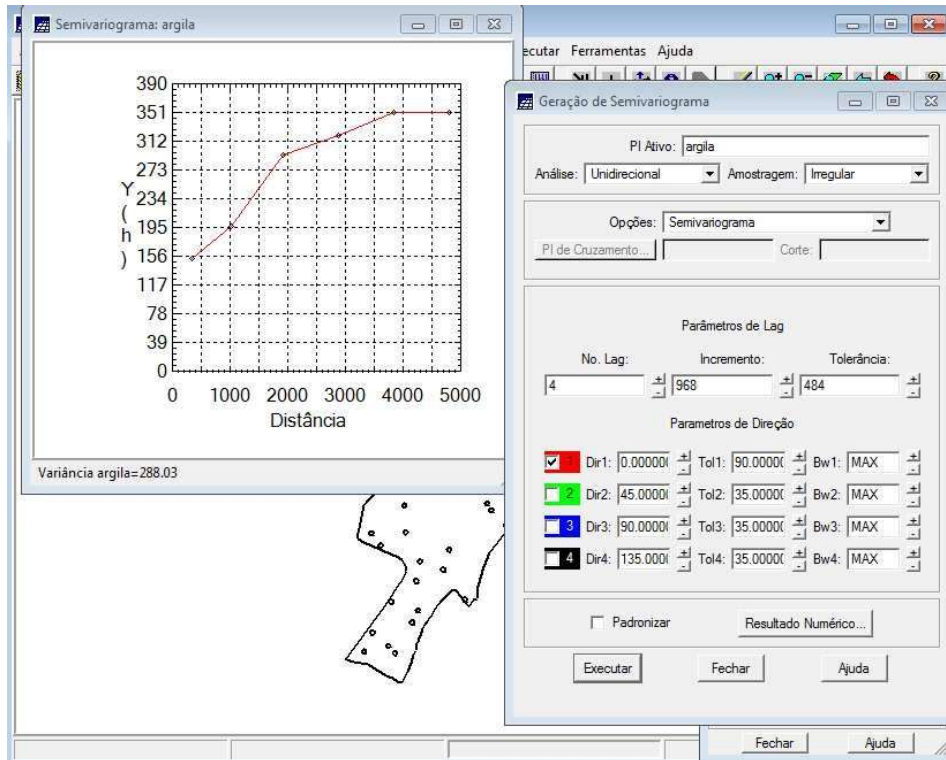 Semivariograma: argila
390
351
312
273
234
195
156
117
78
39
0
Y(h)
0 1000 2000 3000 4000 5000
Distância
Variância argila=288.03
ecutar Ferramentas Ajuda
Geração de Semivariograma
PI Ativo: argila
Análise: Unidirecional Amostragem: Irregular
Opções: Semivariograma
PI de Cruzamento... Corte:
Parâmetros de Lag
No. Lag: Incremento: Tolerância:
4 + - 968 + - 484 + -
Parametros de Direção
1 Dir1: 0.00000( + - Tol1: 90.0000( + - Bw1: MAX + -
2 Dir2: 45.0000( + - Tol2: 35.0000( + - Bw2: MAX + -
3 Dir3: 90.0000( + - Tol3: 35.0000( + - Bw3: MAX + -
4 Dir4: 135.000( + - Tol4: 35.0000( + - Bw4: MAX + -
Padronizar Resultado Numérico...
Executar Fechar Ajuda
Fechar Ajuda